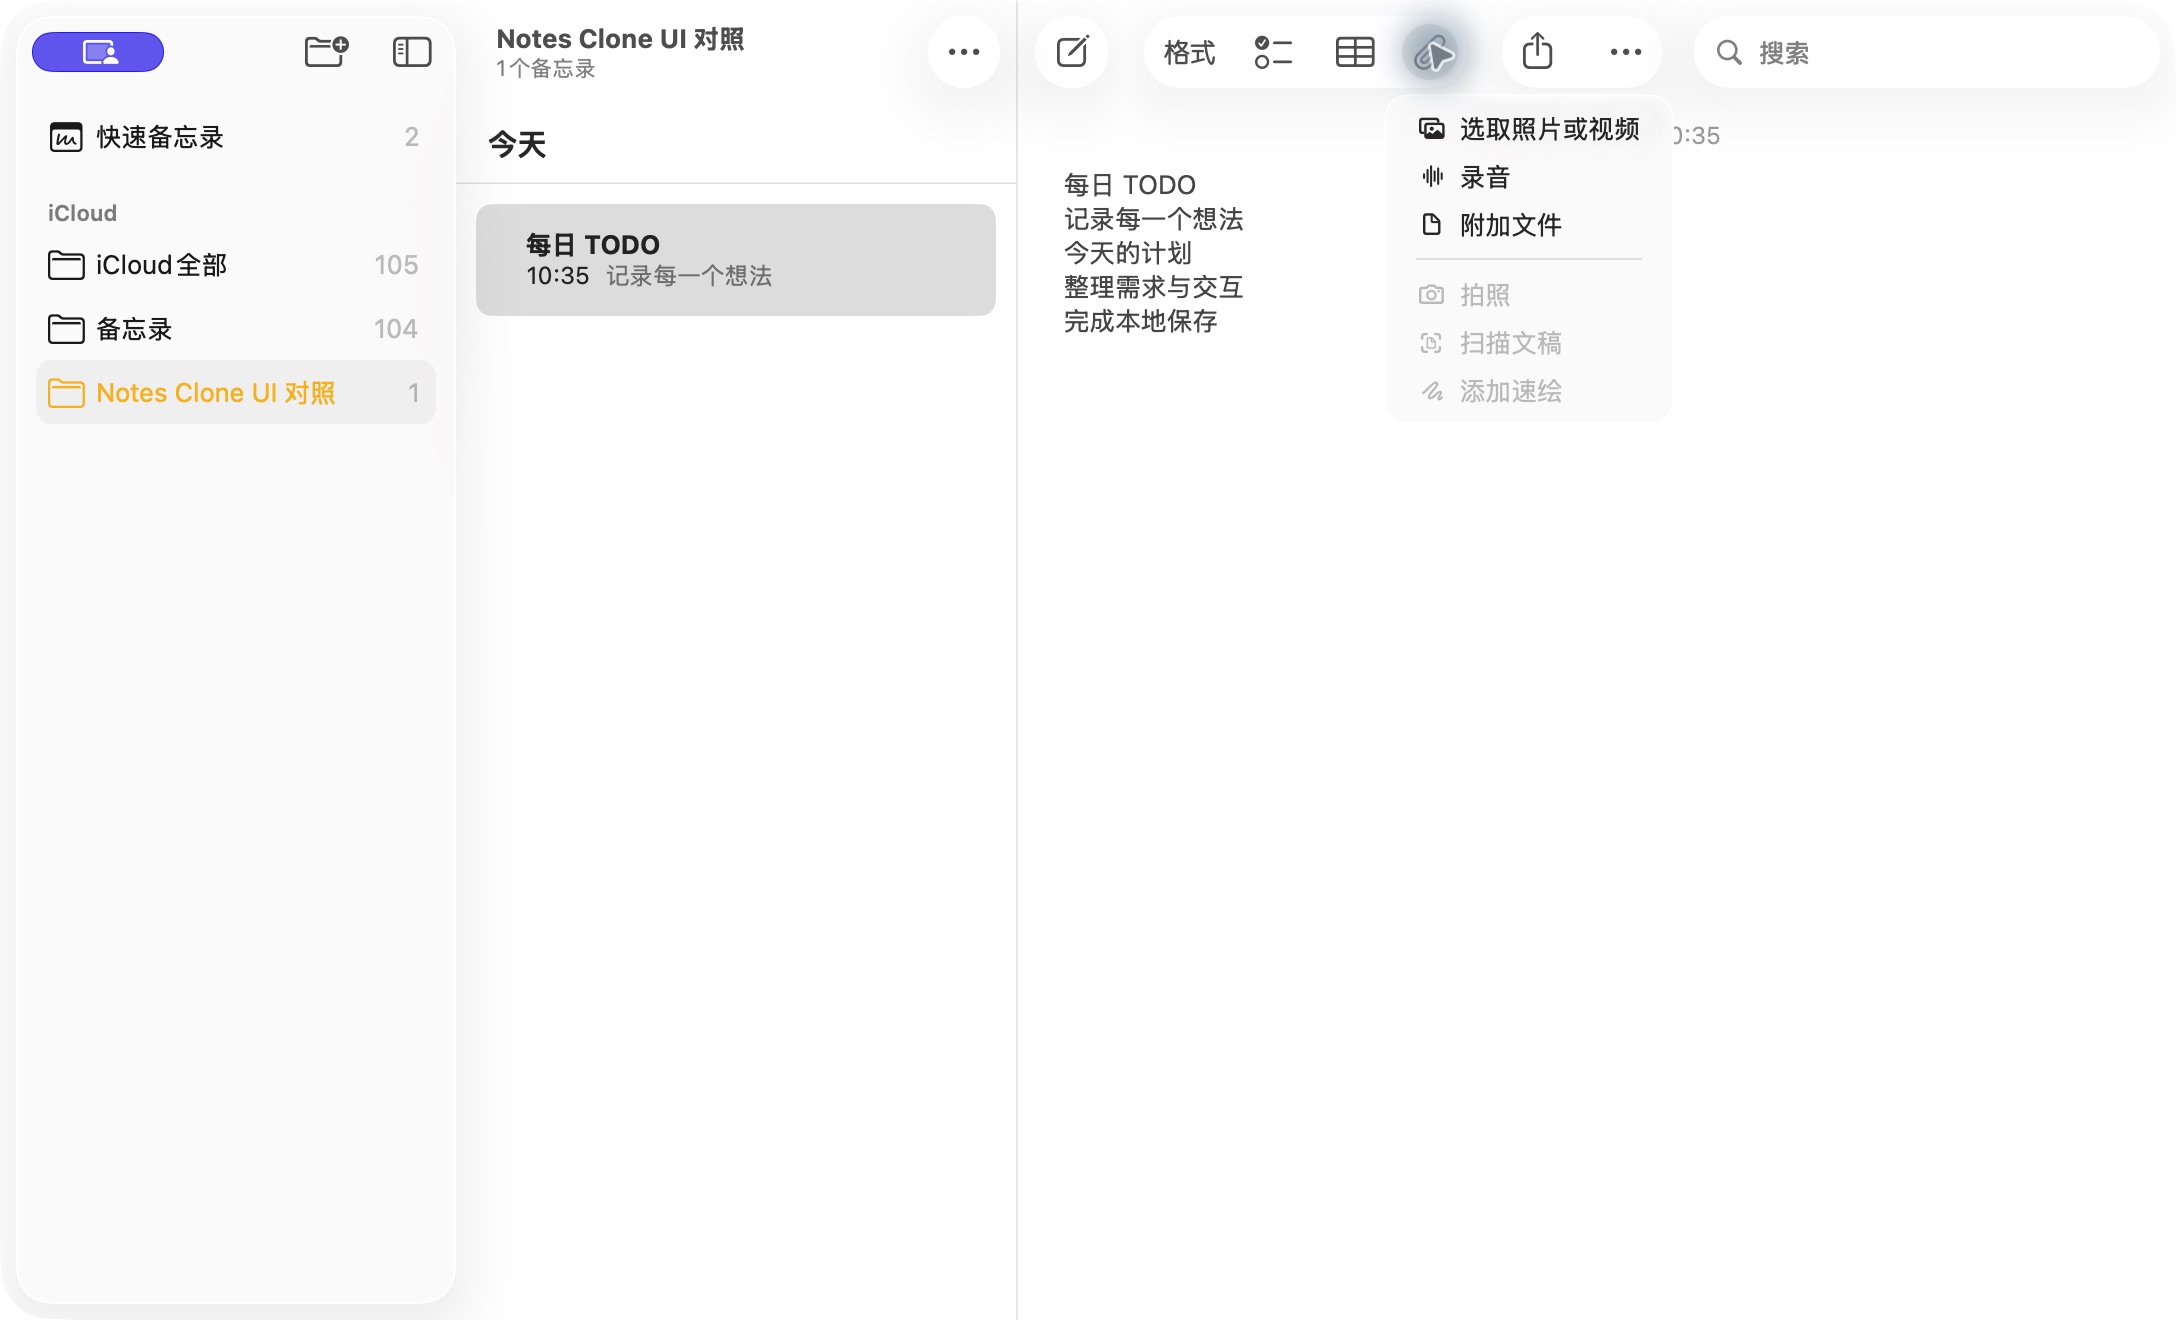 快速备忘录 2
iCloud
iCloud全部 105
备忘录 104
Notes Clone UI 对照 1
Notes Clone UI 对照
1个备忘录
今天
每日 TODO
10:35 记录每一个想法
格式
搜索
0:35
每日 TODO
记录每一个想法
今天的计划
整理需求与交互
完成本地保存
选取照片或视频
录音
附加文件
拍照
扫描文稿
添加速绘